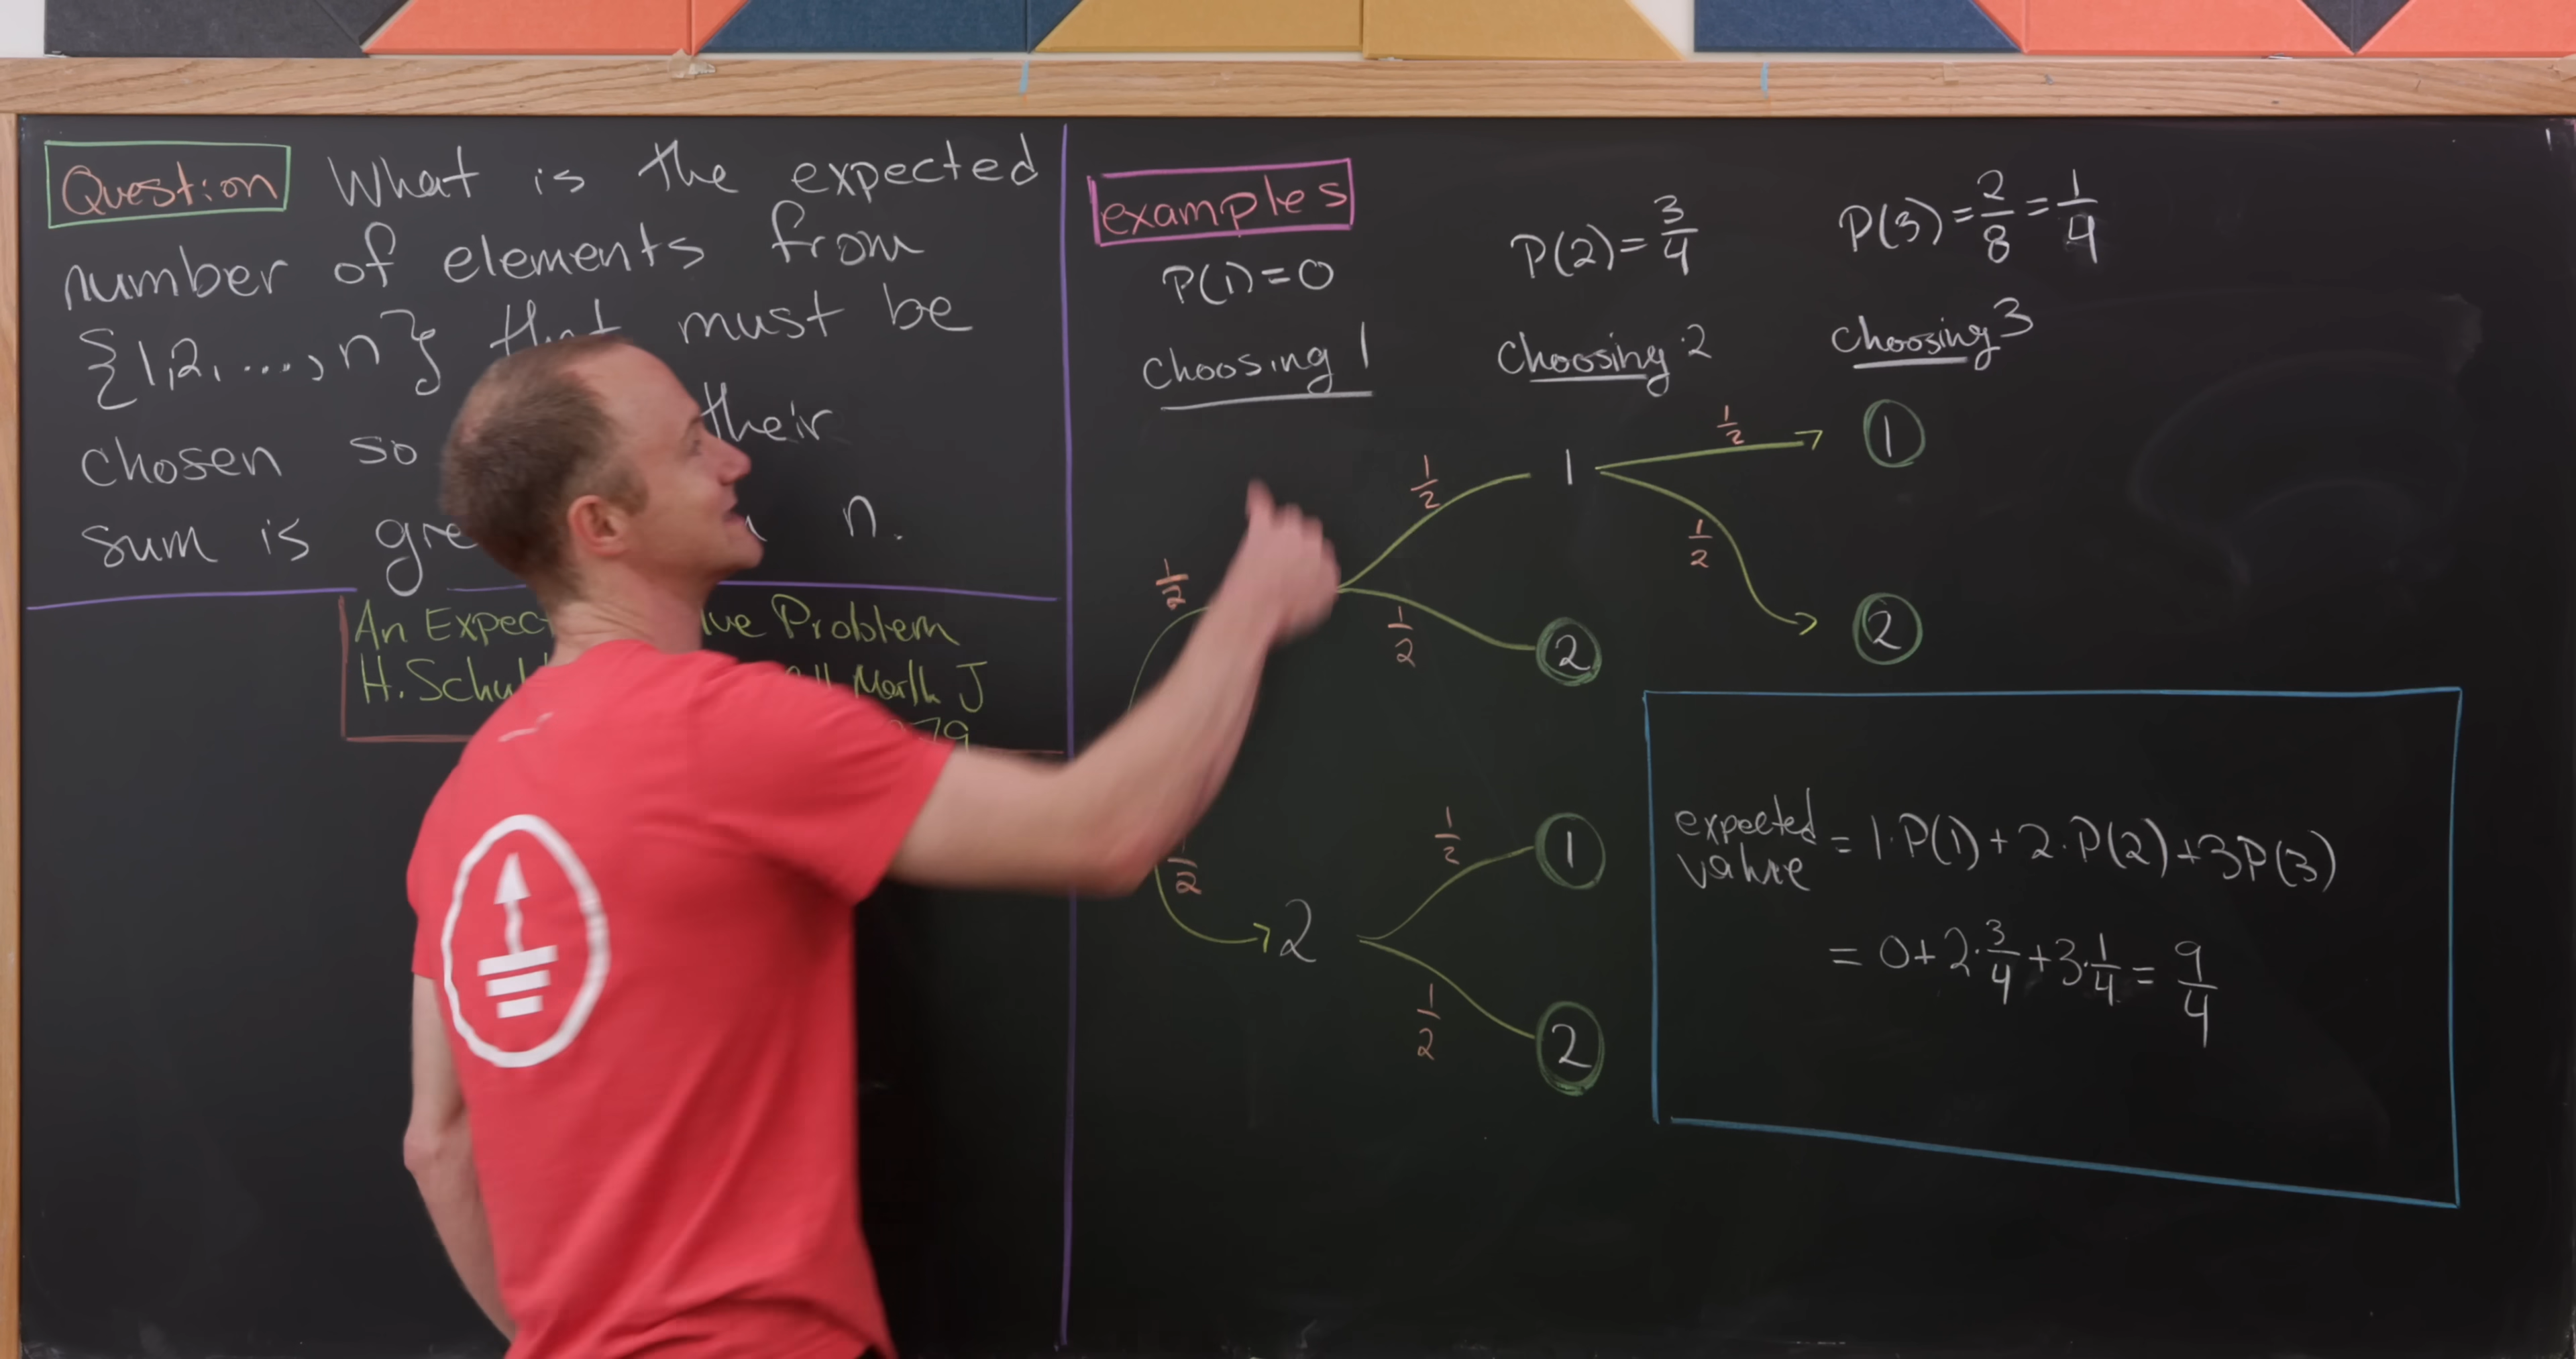 Question What is the expected
number of elements from
{1,2,...,n} that must be
chosen so their
sum is n.
An Problem
H. Math J
79
examples
P(1)=0
P(2)=3/4
P(3)=2/8=1/4
choosing 1
choosing 2
choosing 3
1/2
1/2
1
1/2
1/2
2
1/2
1
1/2
2
1/2
2
1/2
1
1/2
2
expected value = 1·P(1)+2·P(2)+3P(3)
= 0+2·3/4+3·1/4=9/4